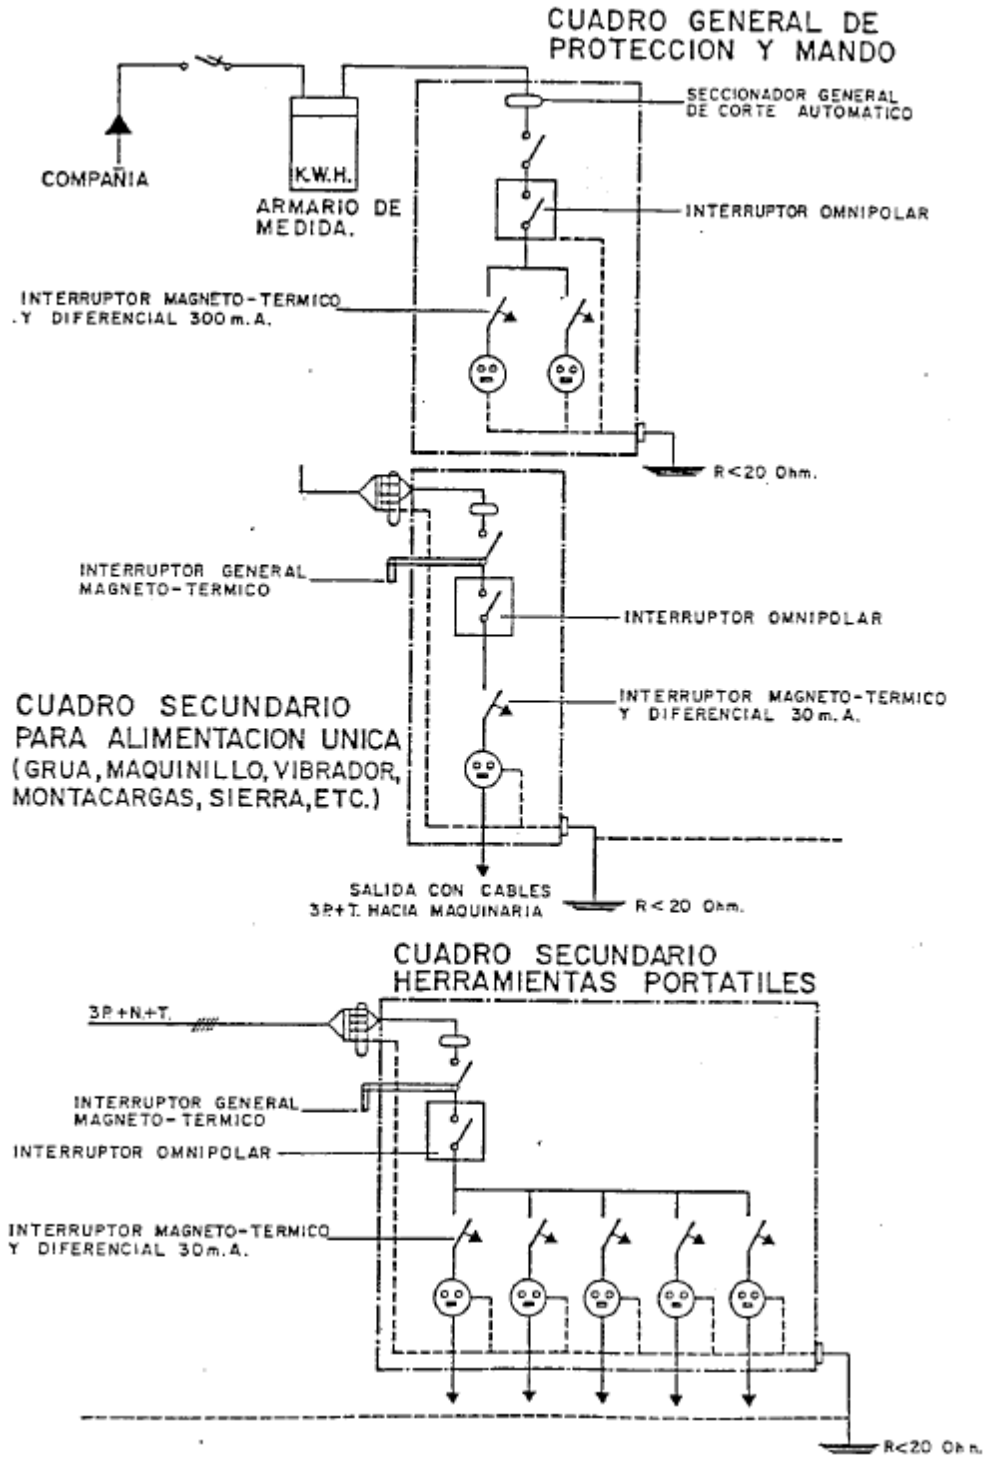 CUADRO GENERAL DE
PROTECCION Y MANDO
SECCIONADOR GENERAL
DE CORTE AUTOMATICO
COMPAÑIA
K.W.H.
ARMARIO DE
MEDIDA.
INTERRUPTOR OMNIPOLAR
INTERRUPTOR MAGNETO-TERMICO
.Y DIFERENCIAL 300 m.A.
R<20 Ohm.
INTERRUPTOR GENERAL
MAGNETO-TERMICO
INTERRUPTOR OMNIPOLAR
CUADRO SECUNDARIO
PARA ALIMENTACION UNICA
(GRUA, MAQUINILLO, VIBRADOR,
MONTACARGAS, SIERRA, ETC.)
INTERRUPTOR MAGNETO-TERMICO
Y DIFERENCIAL 30 m.A.
SALIDA CON CABLES
3P.+T. HACIA MAQUINARIA
R<20 Ohm.
CUADRO SECUNDARIO
HERRAMIENTAS PORTATILES
3P.+N.+T.
INTERRUPTOR GENERAL
MAGNETO-TERMICO
INTERRUPTOR OMNIPOLAR
INTERRUPTOR MAGNETO-TERMICO
Y DIFERENCIAL 30m.A.
R<20 Ohm.